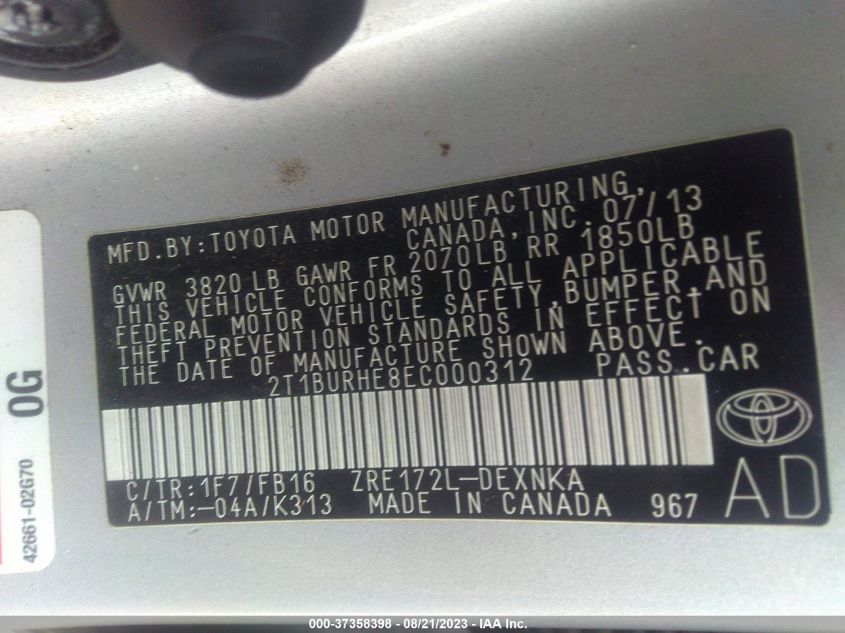 MFD.BY:TOYOTA MOTOR MANUFACTURING,
CANADA,INC. 07/13
GVWR 3820 LB GAWR FR 2070LB RR 1850LB
THIS VEHICLE CONFORMS TO ALL APPLICABLE
FEDERAL MOTOR VEHICLE SAFETY,BUMPER,AND
THEFT PREVENTION STANDARDS IN EFFECT ON
THE DATE OF MANUFACTURE SHOWN ABOVE.
2T1BURHE8EC000312 PASS.CAR
C/TR:1F7/FB16 ZRE172L-DEXNKA
A/TM:-04A/K313 MADE IN CANADA 967
AD
0G
42661-02G70
000-37358398 - 08/21/2023 - IAA Inc.